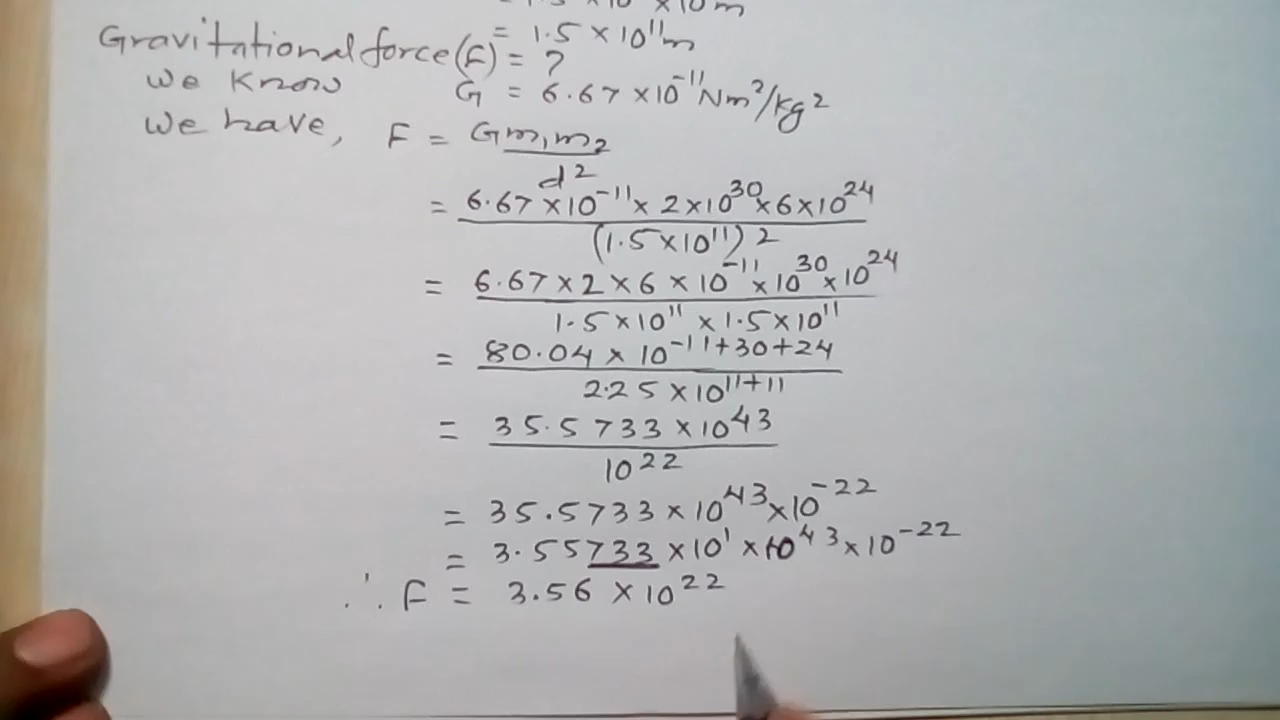 ×10 m
= 1.5 × 10¹¹m
Gravitational force (F) = ?
we know G = 6.67 × 10⁻¹¹ Nm²/kg²
we have, F = Gm₁m₂
d²
= 6.67 × 10⁻¹¹ × 2 × 10³⁰ × 6 × 10²⁴
(1.5 × 10¹¹)²
= 6.67 × 2 × 6 × 10⁻¹¹ × 10³⁰ × 10²⁴
1.5 × 10¹¹ × 1.5 × 10¹¹
= 80.04 × 10⁻¹¹⁺³⁰⁺²⁴
2.25 × 10¹¹⁺¹¹
= 35.5733 × 10⁴³
10²²
= 35.5733 × 10⁴³ × 10⁻²²
= 3.55733 × 10¹ × 10⁴³ × 10⁻²²
∴ F = 3.56 × 10²²